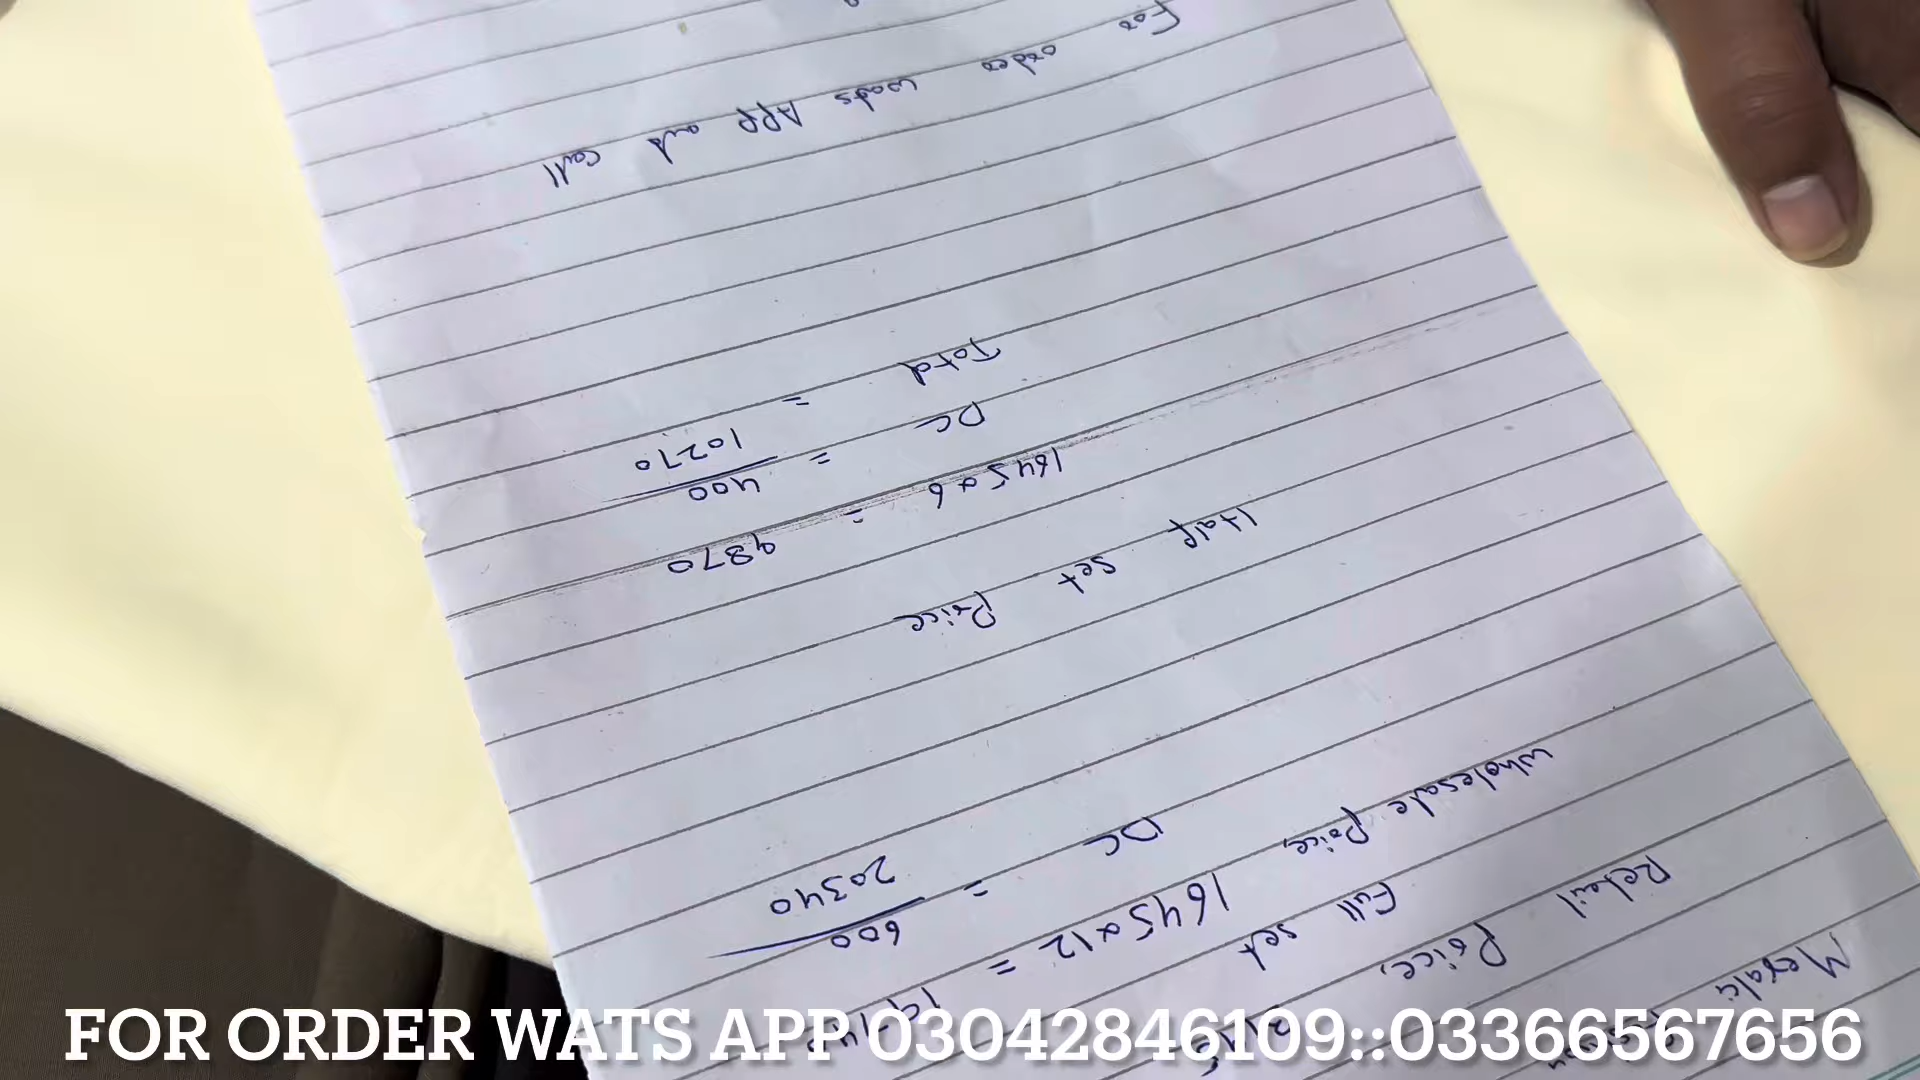 Retail Price,
wholesale Price,
Full set
1645x12 =
DC = 600
20340
Half set Price
1645x6 = 9870
DC = 400
Total = 10270
For order wats APP and call
FOR ORDER WATS APP 03042846109::03366567656